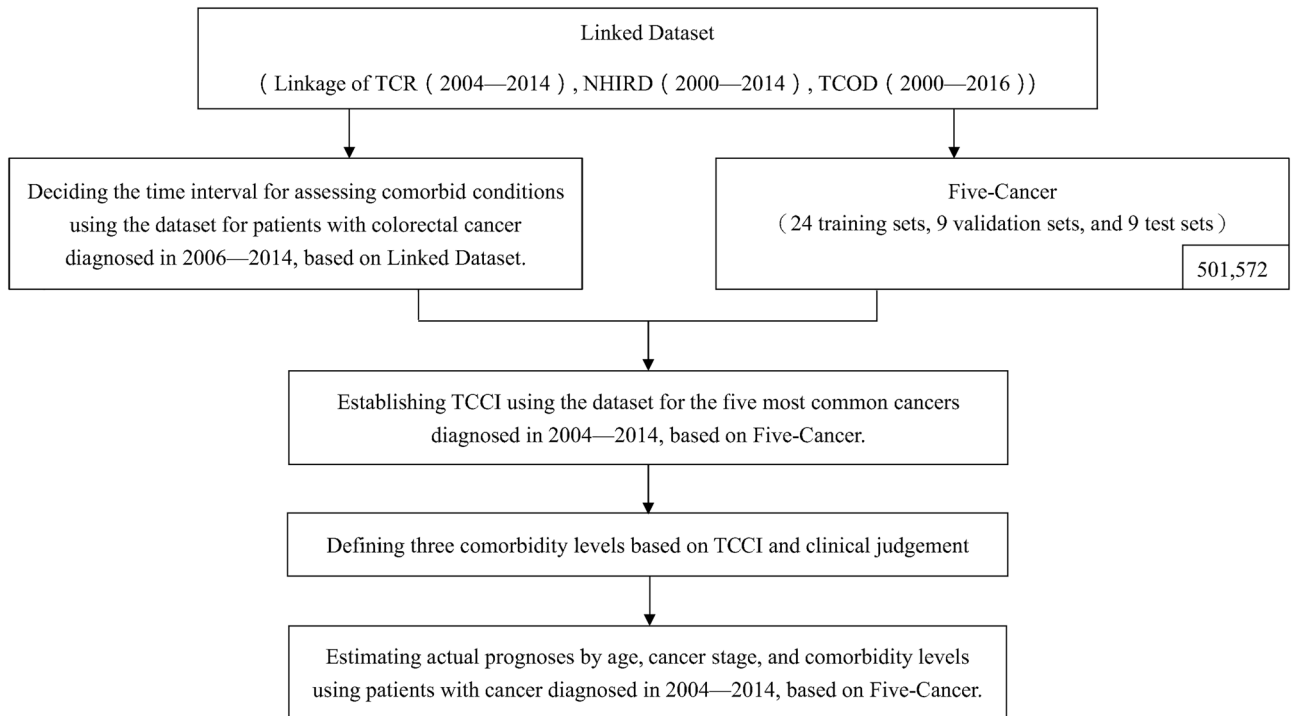 Linked Dataset
( Linkage of TCR ( 2004—2014 ) , NHIRD ( 2000—2014 ) , TCOD ( 2000—2016 ) )
Deciding the time interval for assessing comorbid conditions
using the dataset for patients with colorectal cancer
diagnosed in 2006—2014, based on Linked Dataset.
Five-Cancer
( 24 training sets, 9 validation sets, and 9 test sets )
501,572
Establishing TCCI using the dataset for the five most common cancers
diagnosed in 2004—2014, based on Five-Cancer.
Defining three comorbidity levels based on TCCI and clinical judgement
Estimating actual prognoses by age, cancer stage, and comorbidity levels
using patients with cancer diagnosed in 2004—2014, based on Five-Cancer.